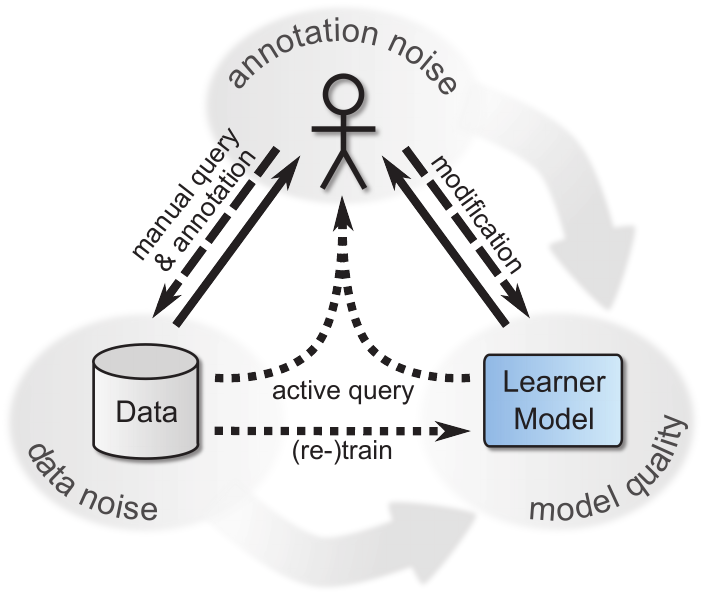 annotation noise
manual query
& annotation
modification
active query
(re-)train
Data
Learner
Model
data noise
model quality